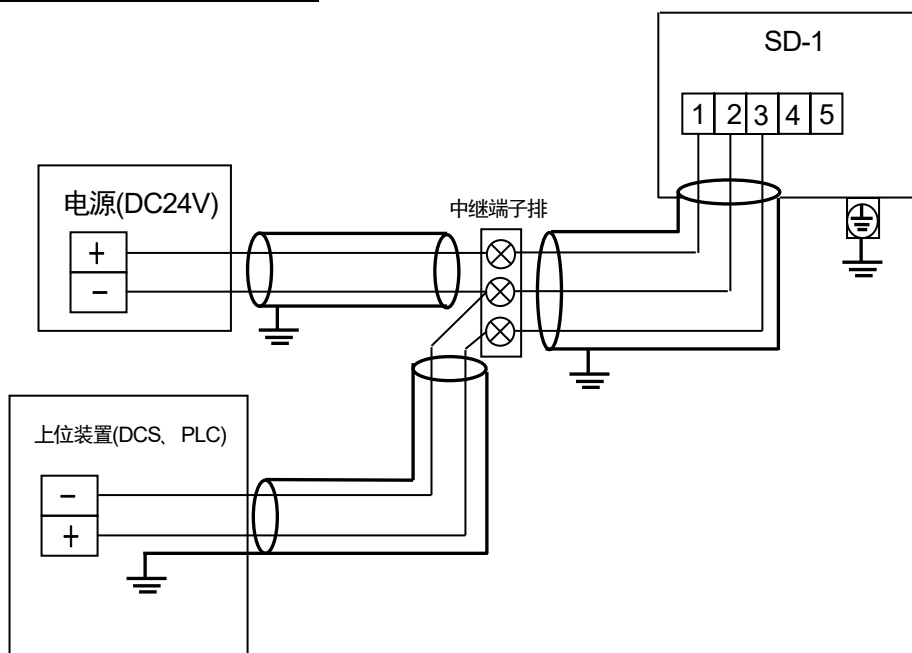 SD-1
1 2 3 4 5
电源(DC24V)
+
-
中继端子排
上位装置(DCS、PLC)
-
+